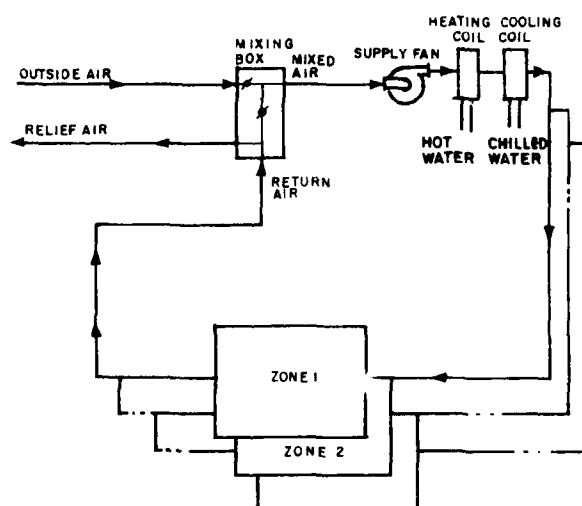 HEATING COOLING
COIL COIL
MIXING
BOX
MIXED
AIR
SUPPLY FAN
OUTSIDE AIR
RELIEF AIR
HOT
WATER
CHILLED
WATER
RETURN
AIR
ZONE 1
ZONE 2